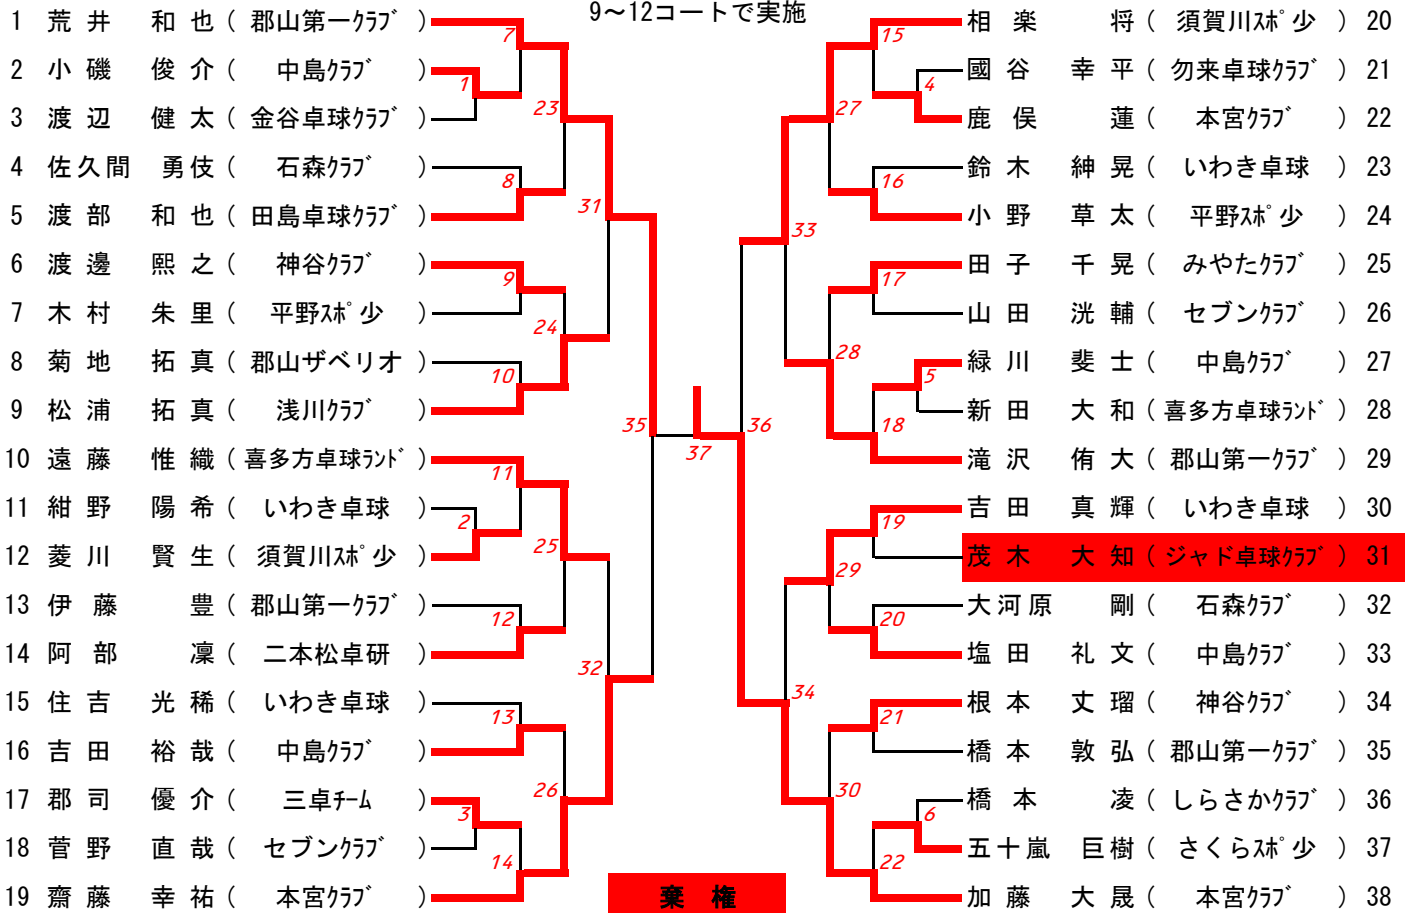 9～12コートで実施
1 荒井 和也 ( 郡山第一ｸﾗﾌﾞ )
2 小磯 俊介 ( 中島ｸﾗﾌﾞ )
3 渡辺 健太 ( 金谷卓球ｸﾗﾌﾞ )
4 佐久間 勇伎 ( 石森ｸﾗﾌﾞ )
5 渡部 和也 ( 田島卓球ｸﾗﾌﾞ )
6 渡邊 熙之 ( 神谷ｸﾗﾌﾞ )
7 木村 朱里 ( 平野ｽﾎﾟ少 )
8 菊地 拓真 ( 郡山ザベリオ )
9 松浦 拓真 ( 浅川ｸﾗﾌﾞ )
10 遠藤 惟織 ( 喜多方卓球ﾗﾝﾄﾞ )
11 紺野 陽希 ( いわき卓球 )
12 菱川 賢生 ( 須賀川ｽﾎﾟ少 )
13 伊藤 豊 ( 郡山第一ｸﾗﾌﾞ )
14 阿部 凜 ( 二本松卓研 )
15 住吉 光稀 ( いわき卓球 )
16 吉田 裕哉 ( 中島ｸﾗﾌﾞ )
17 郡司 優介 ( 三卓ﾁｰﾑ )
18 菅野 直哉 ( セブンｸﾗﾌﾞ )
19 齋藤 幸祐 ( 本宮ｸﾗﾌﾞ )
7
1
23
8
31
9
24
10
35
11
2
25
12
32
13
3
26
14
37
36
15
4
27
16
33
17
28
5
18
19
29
20
34
21
30
6
22
相楽 将 ( 須賀川ｽﾎﾟ少 ) 20
國谷 幸平 ( 勿来卓球ｸﾗﾌﾞ ) 21
鹿俣 蓮 ( 本宮ｸﾗﾌﾞ ) 22
鈴木 紳晃 ( いわき卓球 ) 23
小野 草太 ( 平野ｽﾎﾟ少 ) 24
田子 千晃 ( みやたｸﾗﾌﾞ ) 25
山田 洸輔 ( セブンｸﾗﾌﾞ ) 26
緑川 斐士 ( 中島ｸﾗﾌﾞ ) 27
新田 大和 ( 喜多方卓球ﾗﾝﾄﾞ ) 28
滝沢 侑大 ( 郡山第一ｸﾗﾌﾞ ) 29
吉田 真輝 ( いわき卓球 ) 30
茂木 大知 ( ジャド卓球ｸﾗﾌﾞ ) 31
大河原 剛 ( 石森ｸﾗﾌﾞ ) 32
塩田 礼文 ( 中島ｸﾗﾌﾞ ) 33
根本 丈瑠 ( 神谷ｸﾗﾌﾞ ) 34
橋本 敦弘 ( 郡山第一ｸﾗﾌﾞ ) 35
橋本 凌 ( しらさかｸﾗﾌﾞ ) 36
五十嵐 巨樹 ( さくらｽﾎﾟ少 ) 37
加藤 大晟 ( 本宮ｸﾗﾌﾞ ) 38
棄権